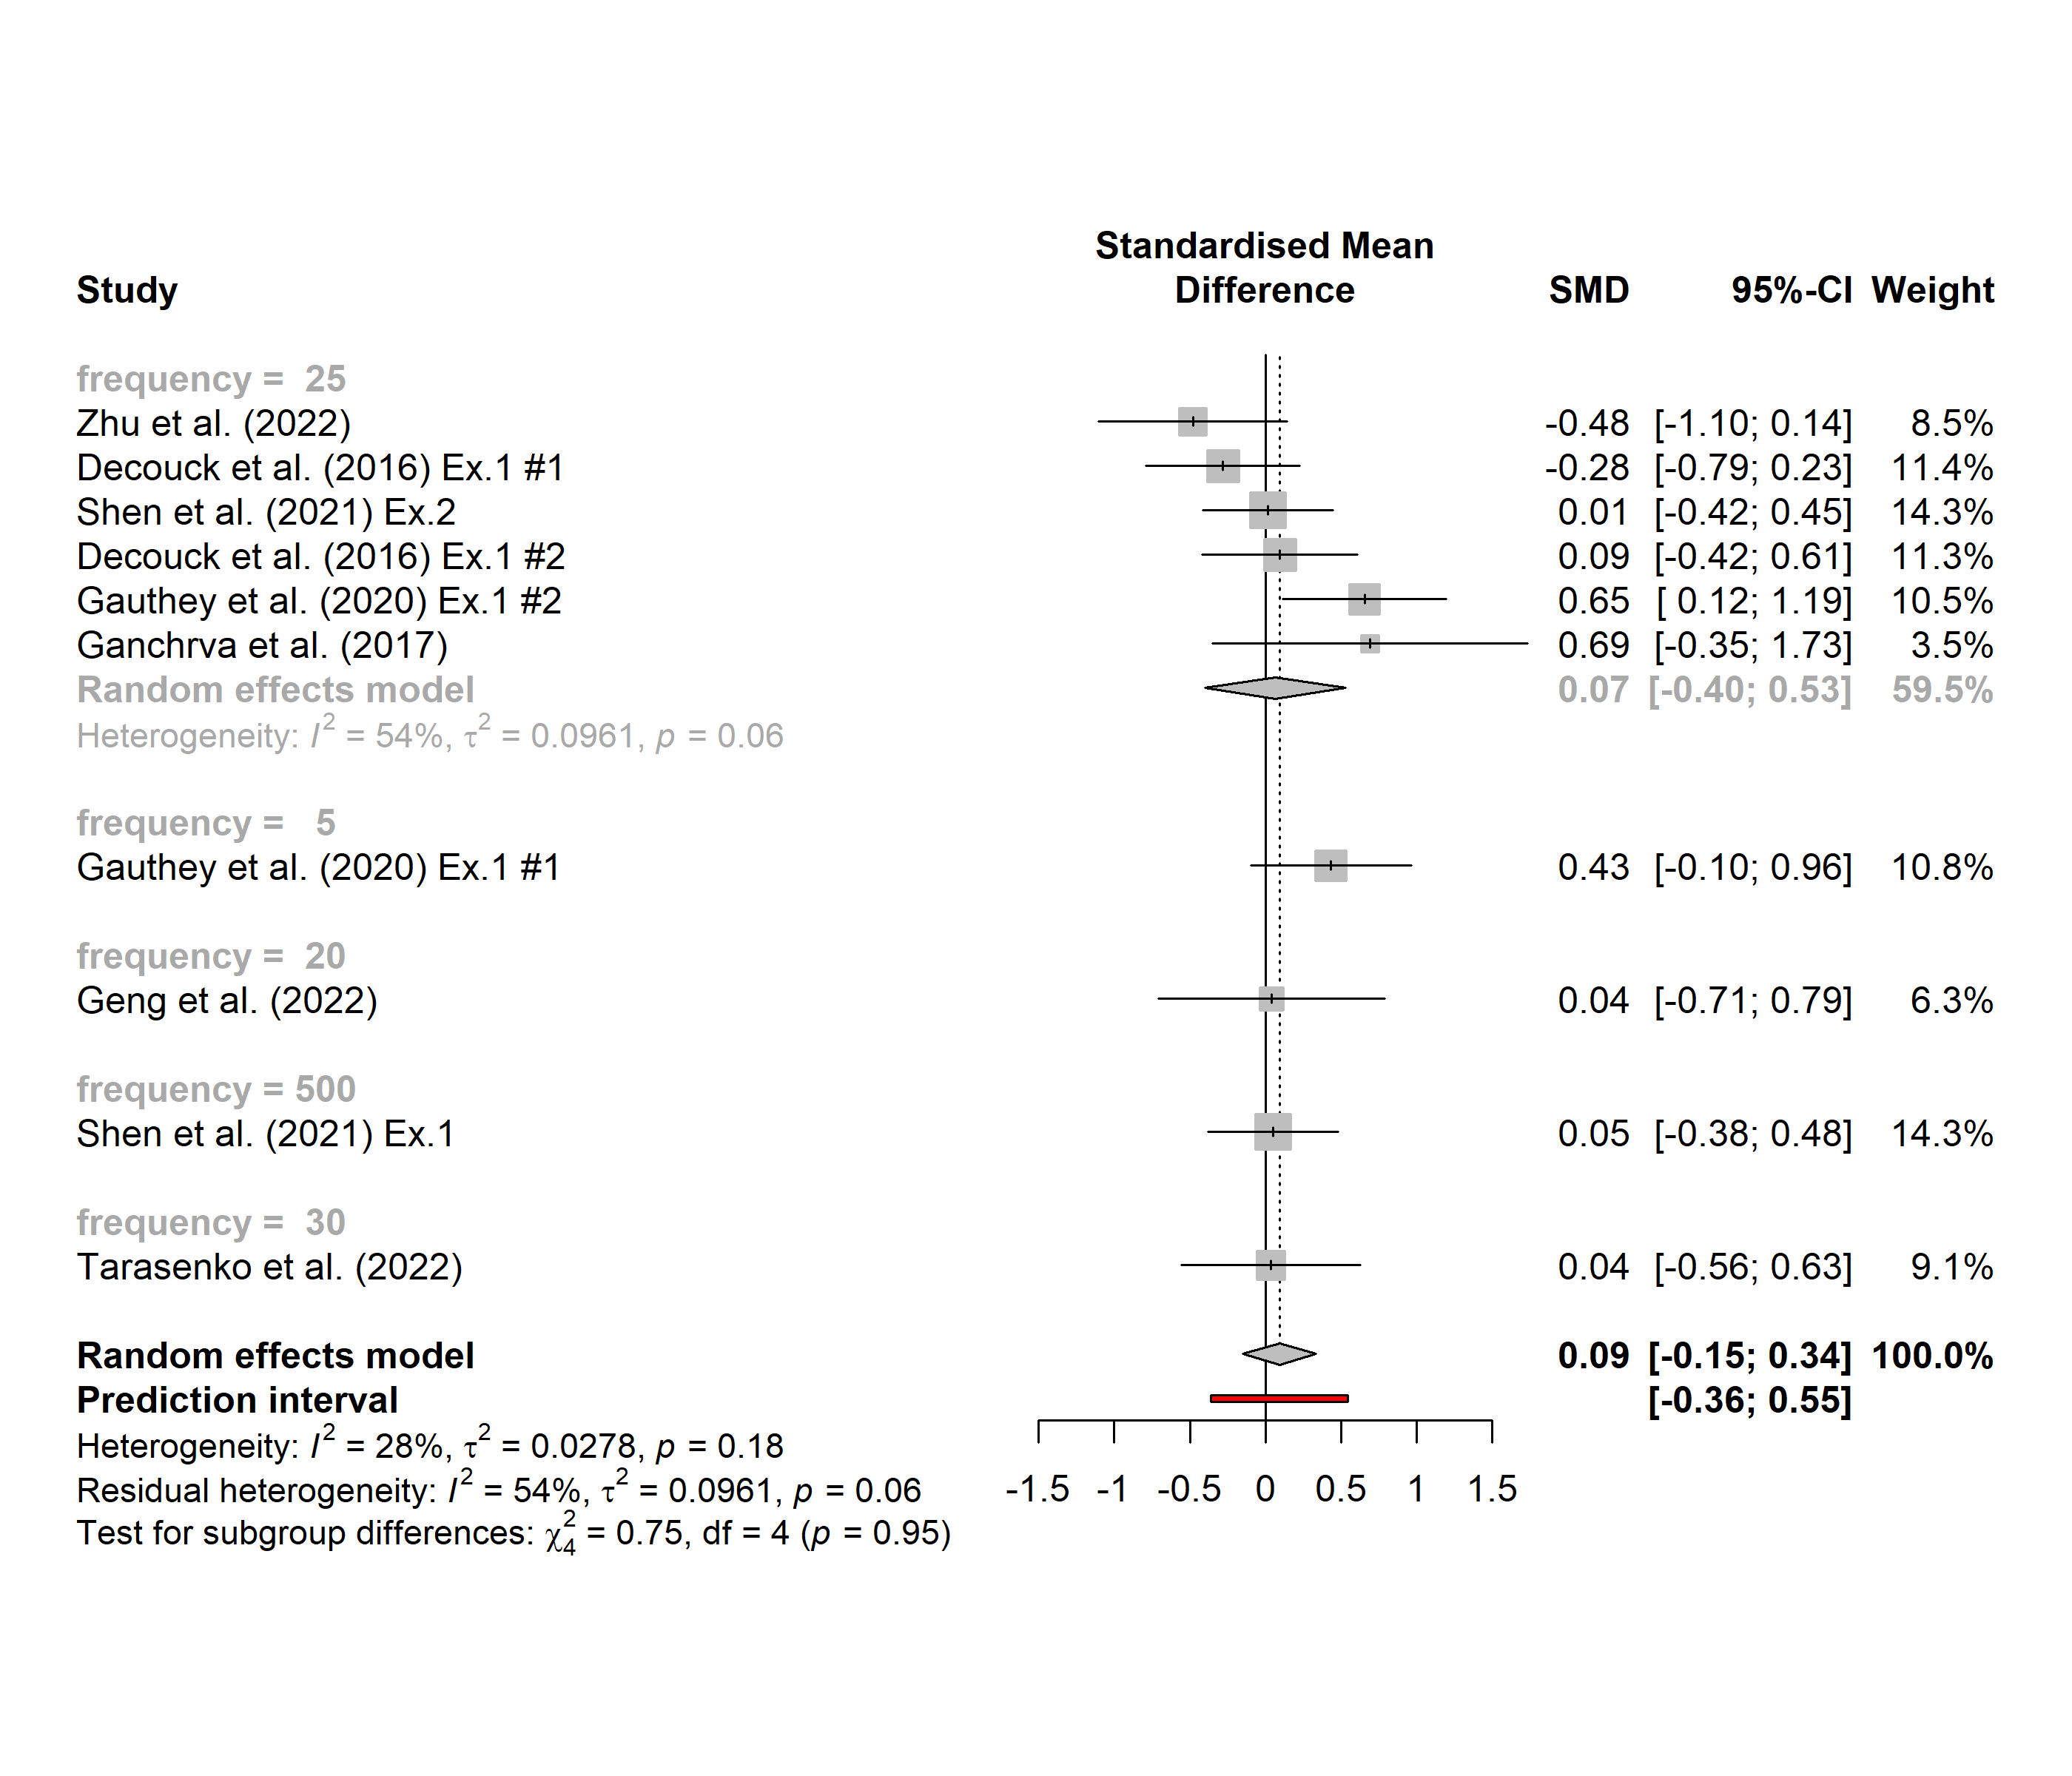 Standardised Mean
Study Difference SMD 95%-CI Weight
frequency = 25
Zhu et al. (2022) -0.48 [-1.10; 0.14] 8.5%
Decouck et al. (2016) Ex.1 #1 -0.28 [-0.79; 0.23] 11.4%
Shen et al. (2021) Ex.2 0.01 [-0.42; 0.45] 14.3%
Decouck et al. (2016) Ex.1 #2 0.09 [-0.42; 0.61] 11.3%
Gauthey et al. (2020) Ex.1 #2 0.65 [ 0.12; 1.19] 10.5%
Ganchrva et al. (2017) 0.69 [-0.35; 1.73] 3.5%
Random effects model 0.07 [-0.40; 0.53] 59.5%
Heterogeneity: I² = 54%, τ² = 0.0961, p = 0.06
frequency = 5
Gauthey et al. (2020) Ex.1 #1 0.43 [-0.10; 0.96] 10.8%
frequency = 20
Geng et al. (2022) 0.04 [-0.71; 0.79] 6.3%
frequency = 500
Shen et al. (2021) Ex.1 0.05 [-0.38; 0.48] 14.3%
frequency = 30
Tarasenko et al. (2022) 0.04 [-0.56; 0.63] 9.1%
Random effects model 0.09 [-0.15; 0.34] 100.0%
Prediction interval [-0.36; 0.55]
Heterogeneity: I² = 28%, τ² = 0.0278, p = 0.18
Residual heterogeneity: I² = 54%, τ² = 0.0961, p = 0.06
-1.5 -1 -0.5 0 0.5 1 1.5
Test for subgroup differences: χ²₄ = 0.75, df = 4 (p = 0.95)